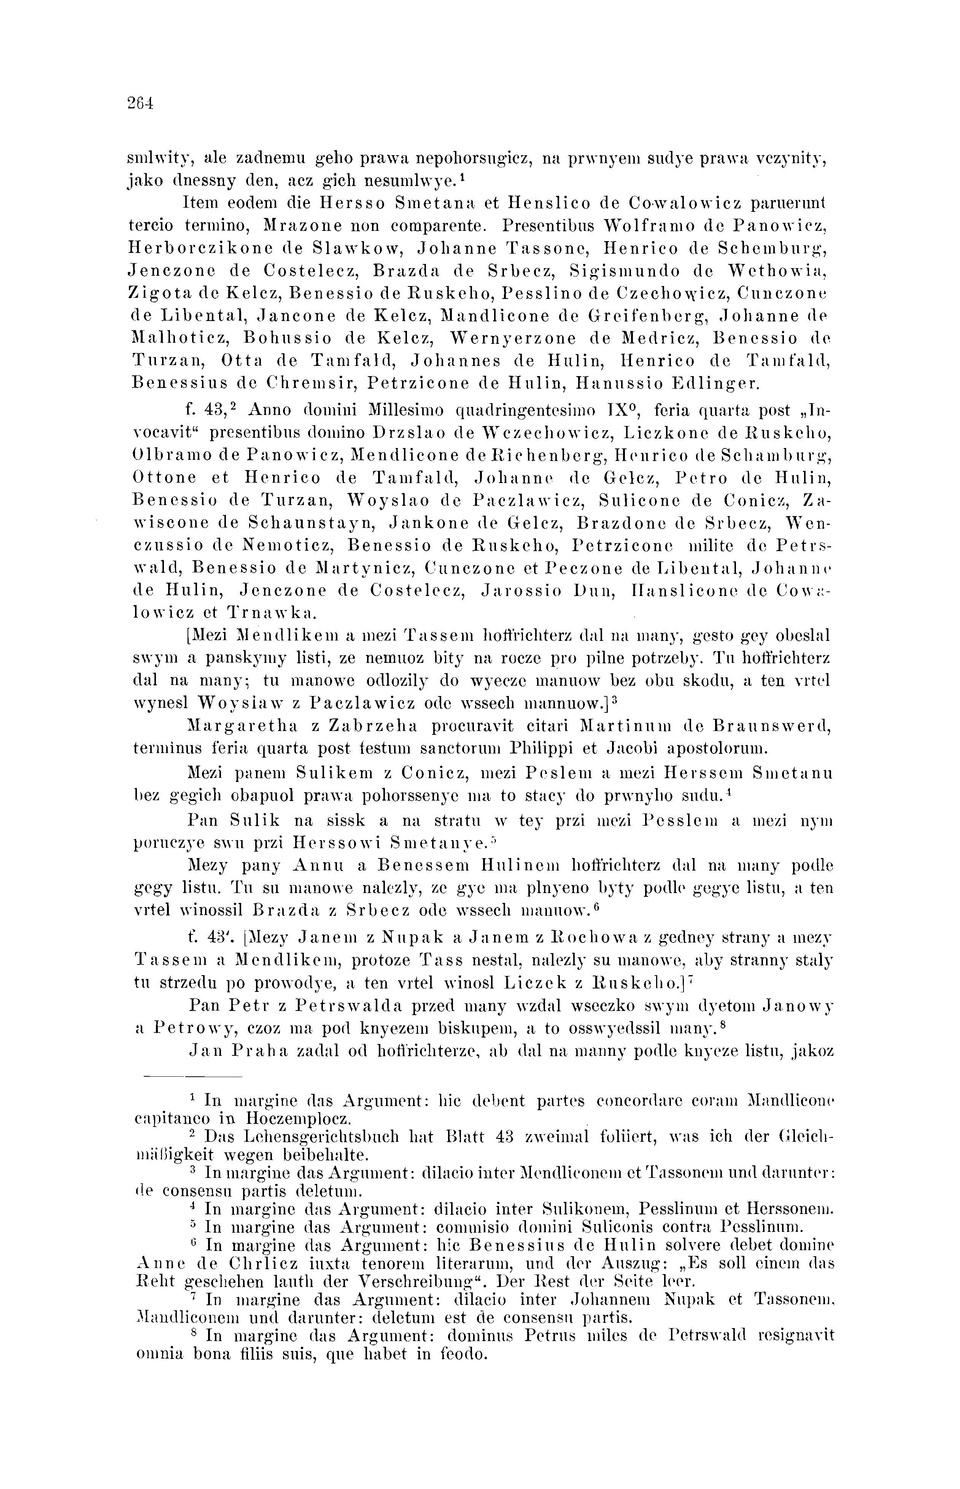 264
smlwity, ale zadnemu geho prawa nepohorsugicz, na prwnyem sudye prawa vczynity,
jako dnessny den, acz gich nesumlwye.¹
Item eodem die Hersso Smetana et Henslico de Cowalowicz paruerunt
tercio termino, Mrazone non comparente. Presentibus Wolframo de Panowicz,
Herborczikone de Slawkow, Johanne Tassone, Henrico de Schemburg,
Jenczone de Costelecz, Brazda de Srbecz, Sigismundo de Wethowia,
Zigota de Kelcz, Benessio de Ruskeho, Pesslino de Czechowicz, Cunczone
de Libental, Jancone de Kelcz, Mandlicone de Greifenberg, Johanne de
Malhoticz, Bohussio de Kelcz, Wernyerzone de Medricz, Benessio de
Turzan, Otta de Tamfald, Johannes de Hulin, Henrico de Tamfald,
Benessius de Chremsir, Petrzicone de Hulin, Hanussio Edlinger.
f. 43,² Anno domini Millesimo quadringentesimo IX⁰, feria quarta post „In-
vocavit“ presentibus domino Drzslao de Wczechowicz, Liczkone de Ruskeho,
Olbramo de Panowicz, Mendlicone de Richenberg, Henrico de Schamburg,
Ottone et Henrico de Tamfald, Johanne de Gelcz, Petro de Hulin,
Benessio de Turzan, Woyslao de Paczlawicz, Sulicone de Conicz, Za-
wiscone de Schaunstayn, Jankone de Gelcz, Brazdone de Srbecz, Wen-
czussio de Nemoticz, Benessio de Ruskeho, Petrzicone milite de Petrs-
wald, Benessio de Martynicz, Cunczone et Peczone de Libental, Johanne
de Hulin, Jenczone de Costelecz, Jarossio Dun, Hanslicone de Cowa-
lowicz et Trnawka.
[Mezi Mendlikem a mezi Tassem hoffrichterz dal na many, gesto gey obeslal
swym a panskymy listi, ze nemuoz bity na rocze pro pilne potrzeby. Tu hoffrichterz
dal na many; tu manowe odlozily do wyecze manuow bez obu skodu, a ten vrtel
wynesl Woyslaw z Paczlawicz ode wssech mannuow.]³
Margaretha z Zabrzeha procuravit citari Martinum de Braunswerd,
terminus feria quarta post festum sanctorum Philippi et Jacobi apostolorum.
Mezi panem Sulikem z Conicz, mezi Peslem a mezi Herssem Smetanu
bez gegich obapuol prawa pohorssenye ma to stacy do prwnyho sudu.⁴
Pan Sulik na sissk a na stratu w tey przi mezi Pesslem a mezi nym
poruczye swu przi Herssowi Smetanye.⁵
Mezy pany Annu a Benessem Hulinem hoffrichterz dal na many podle
gegy listu. Tu su manowe nalezly, ze gye ma plnyeno byty podle gegye listu, a ten
vrtel winossil Brazda z Srbecz ode wssech manuow.⁶
f. 43′. [Mezy Janem z Nupak a Janem z Rochowa z gedney strany a mezy
Tassem a Mendlikem, protoze Tass nestal, nalezly su manowe, aby stranny staly
tu strzedu po prowodye, a ten vrtel winosl Liczek z Ruskeho.]⁷
Pan Petr z Petrswalda przed many wzdal wseczko swym dyetom Janowy
a Petrowy, czoz ma pod knyezem biskupem, a to osswyedssil many.⁸
Jan Praha zadal od hoffrichterze, ab dal na manny podle knyeze listu, jakoz
¹ In margine das Argument: hic debent partes concordare coram Mandlicone
capitaneo in Hoczemplocz.
² Das Lehensgerichtsbuch hat Blatt 43 zweimal foliiert, was ich der Gleich-
mäßigkeit wegen beibehalte.
³ In margine das Argument: dilacio inter Mendliconem et Tassonem und darunter:
de consensu partis deletum.
⁴ In margine das Argument: dilacio inter Sulikonem, Pesslinum et Herssonem.
⁵ In margine das Argument: commisio domini Suliconis contra Pesslinum.
⁶ In margine das Argument: hic Benessius de Hulin solvere debet domine
Anne de Chrlicz iuxta tenorem literarum, und der Auszug: „Es soll einem das
Reht geschehen lauth der Verschreibung“. Der Rest der Seite leer.
⁷ In margine das Argument: dilacio inter Johannem Nupak et Tassonem.
Mandliconem und darunter: deletum est de consensu partis.
⁸ In margine das Argument: dominus Petrus miles de Petrswald resignavit
omnia bona filiis suis, que habet in feodo.